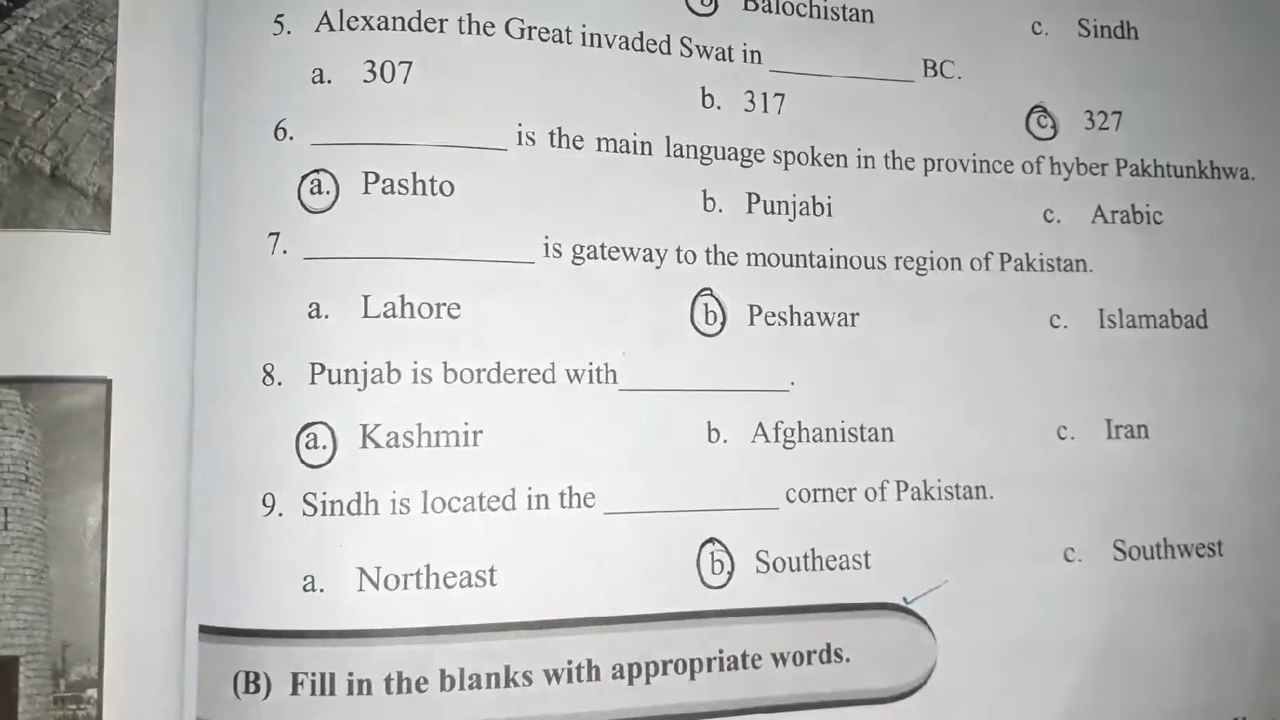 b Balochistan c. Sindh
5. Alexander the Great invaded Swat in __________ BC.
a. 307 b. 317 c. 327
6. __________ is the main language spoken in the province of hyber Pakhtunkhwa.
a. Pashto b. Punjabi c. Arabic
7. __________ is gateway to the mountainous region of Pakistan.
a. Lahore b Peshawar c. Islamabad
8. Punjab is bordered with__________.
a. Kashmir b. Afghanistan c. Iran
9. Sindh is located in the __________ corner of Pakistan.
a. Northeast b. Southeast c. Southwest
(B) Fill in the blanks with appropriate words.